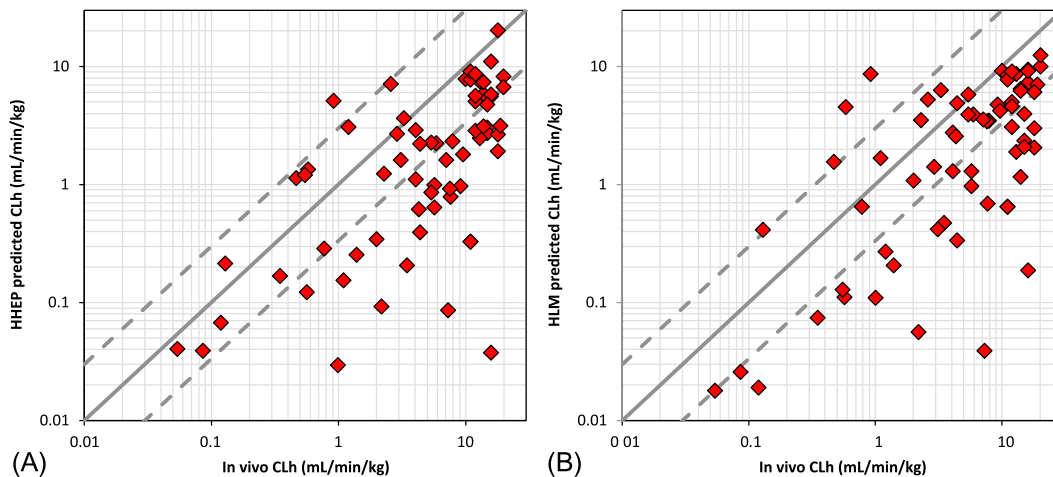 HHEP predicted CLh (mL/min/kg)
10
1
0.1
0.01
0.01 0.1 1 10
In vivo CLh (mL/min/kg)
(A)
HLM predicted CLh (mL/min/kg)
10
1
0.1
0.01
0 01 0.1 1 10
In vivo CLh (mL/min/kg)
(B)